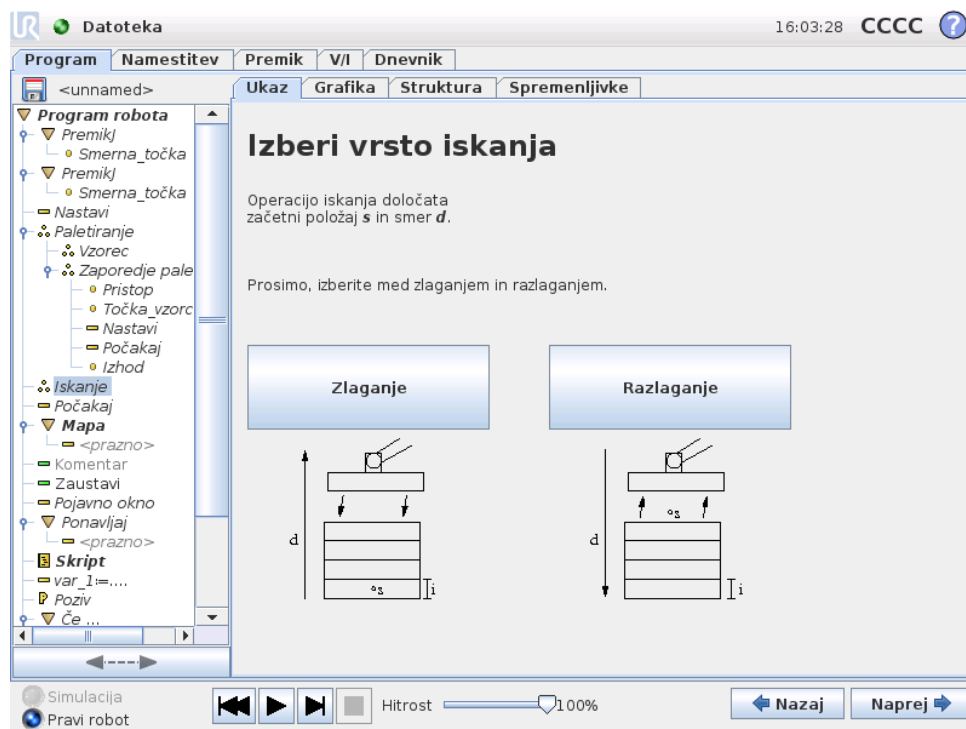 UR Datoteka 16:03:28 CCCC ?
Program Namestitev Premik V/I Dnevnik
<unnamed>
Ukaz Grafika Struktura Spremenljivke
Program robota
PremikJ
Smerna_točka
PremikJ
Smerna_točka
Nastavi
Paletiranje
Vzorec
Zaporedje pale
Pristop
Točka_vzorc
Nastavi
Počakaj
Izhod
Iskanje
Počakaj
Mapa
<prazno>
Komentar
Zaustavi
Pojavno okno
Ponavljaj
<prazno>
Skript
var_1:=....
Poziv
Če ...
Izberi vrsto iskanja
Operacijo iskanja določata
začetni položaj s in smer d.
Prosimo, izberite med zlaganjem in razlaganjem.
Zlaganje Razlaganje
d s i
d s i
Simulacija
Pravi robot
Hitrost 100%
Nazaj Naprej